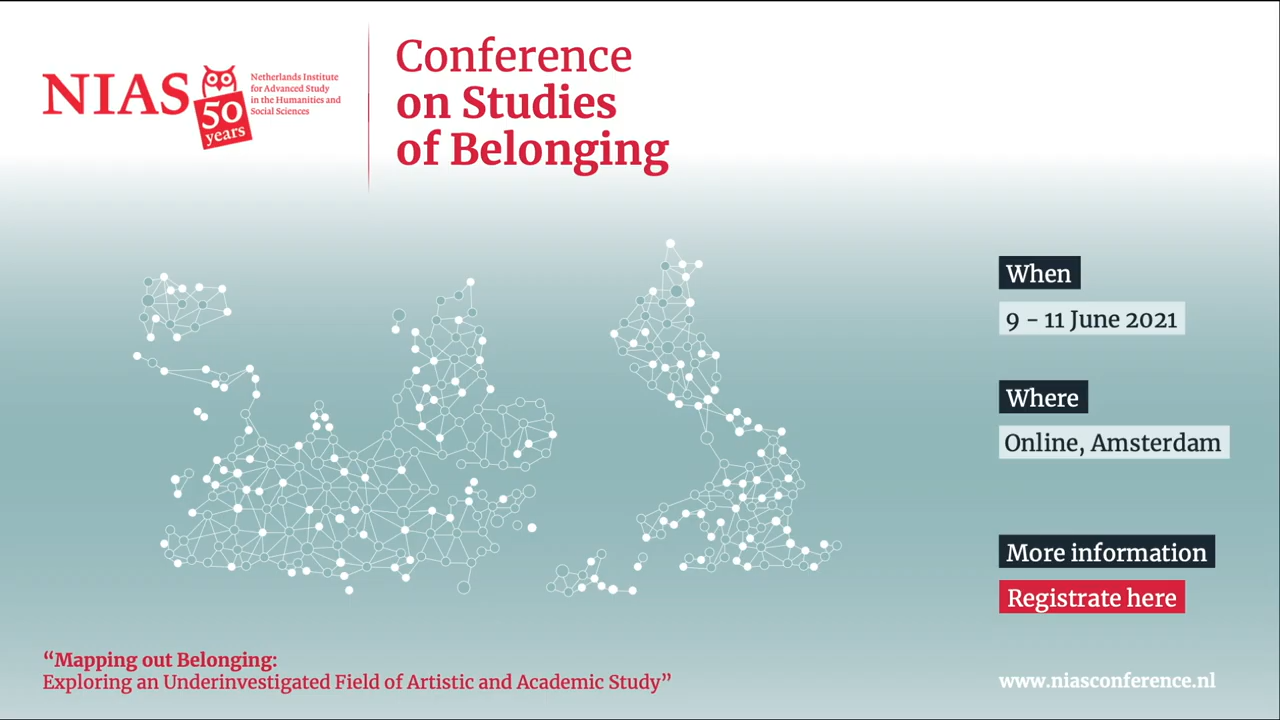 NIAS
50
years
Netherlands Institute
for Advanced Study
in the Humanities and
Social Sciences
Conference
on Studies
of Belonging
When
9 - 11 June 2021
Where
Online, Amsterdam
More information
Registrate here
“Mapping out Belonging:
Exploring an Underinvestigated Field of Artistic and Academic Study”
www.niasconference.nl